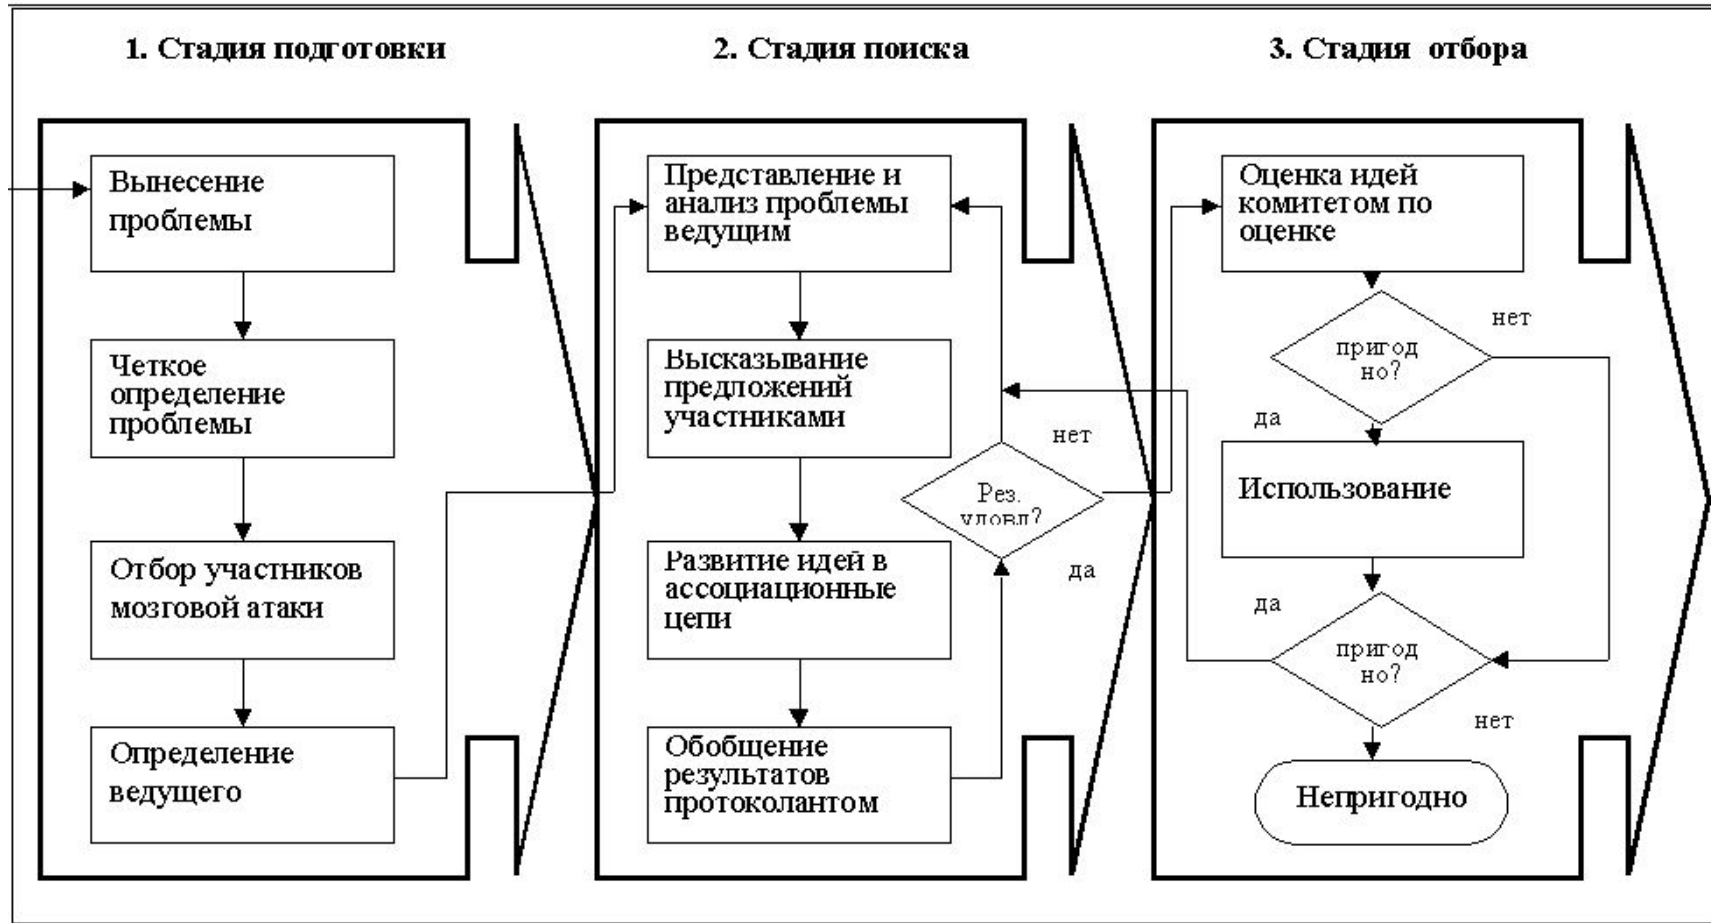 1. Стадия подготовки
Вынесение
проблемы
Четкое
определение
проблемы
Отбор участников
мозговой атаки
Определение
ведущего
2. Стадия поиска
Представление и
анализ проблемы
ведущим
Высказывание
предложений
участниками
Развитие идей в
ассоциационные
цепи
Обобщение
результатов
протоколантом
Рез.
удовл?
нет
да
3. Стадия отбора
Оценка идей
комитетом по
оценке
пригод
но?
нет
да
Использование
пригод
но?
да
нет
Непригодно